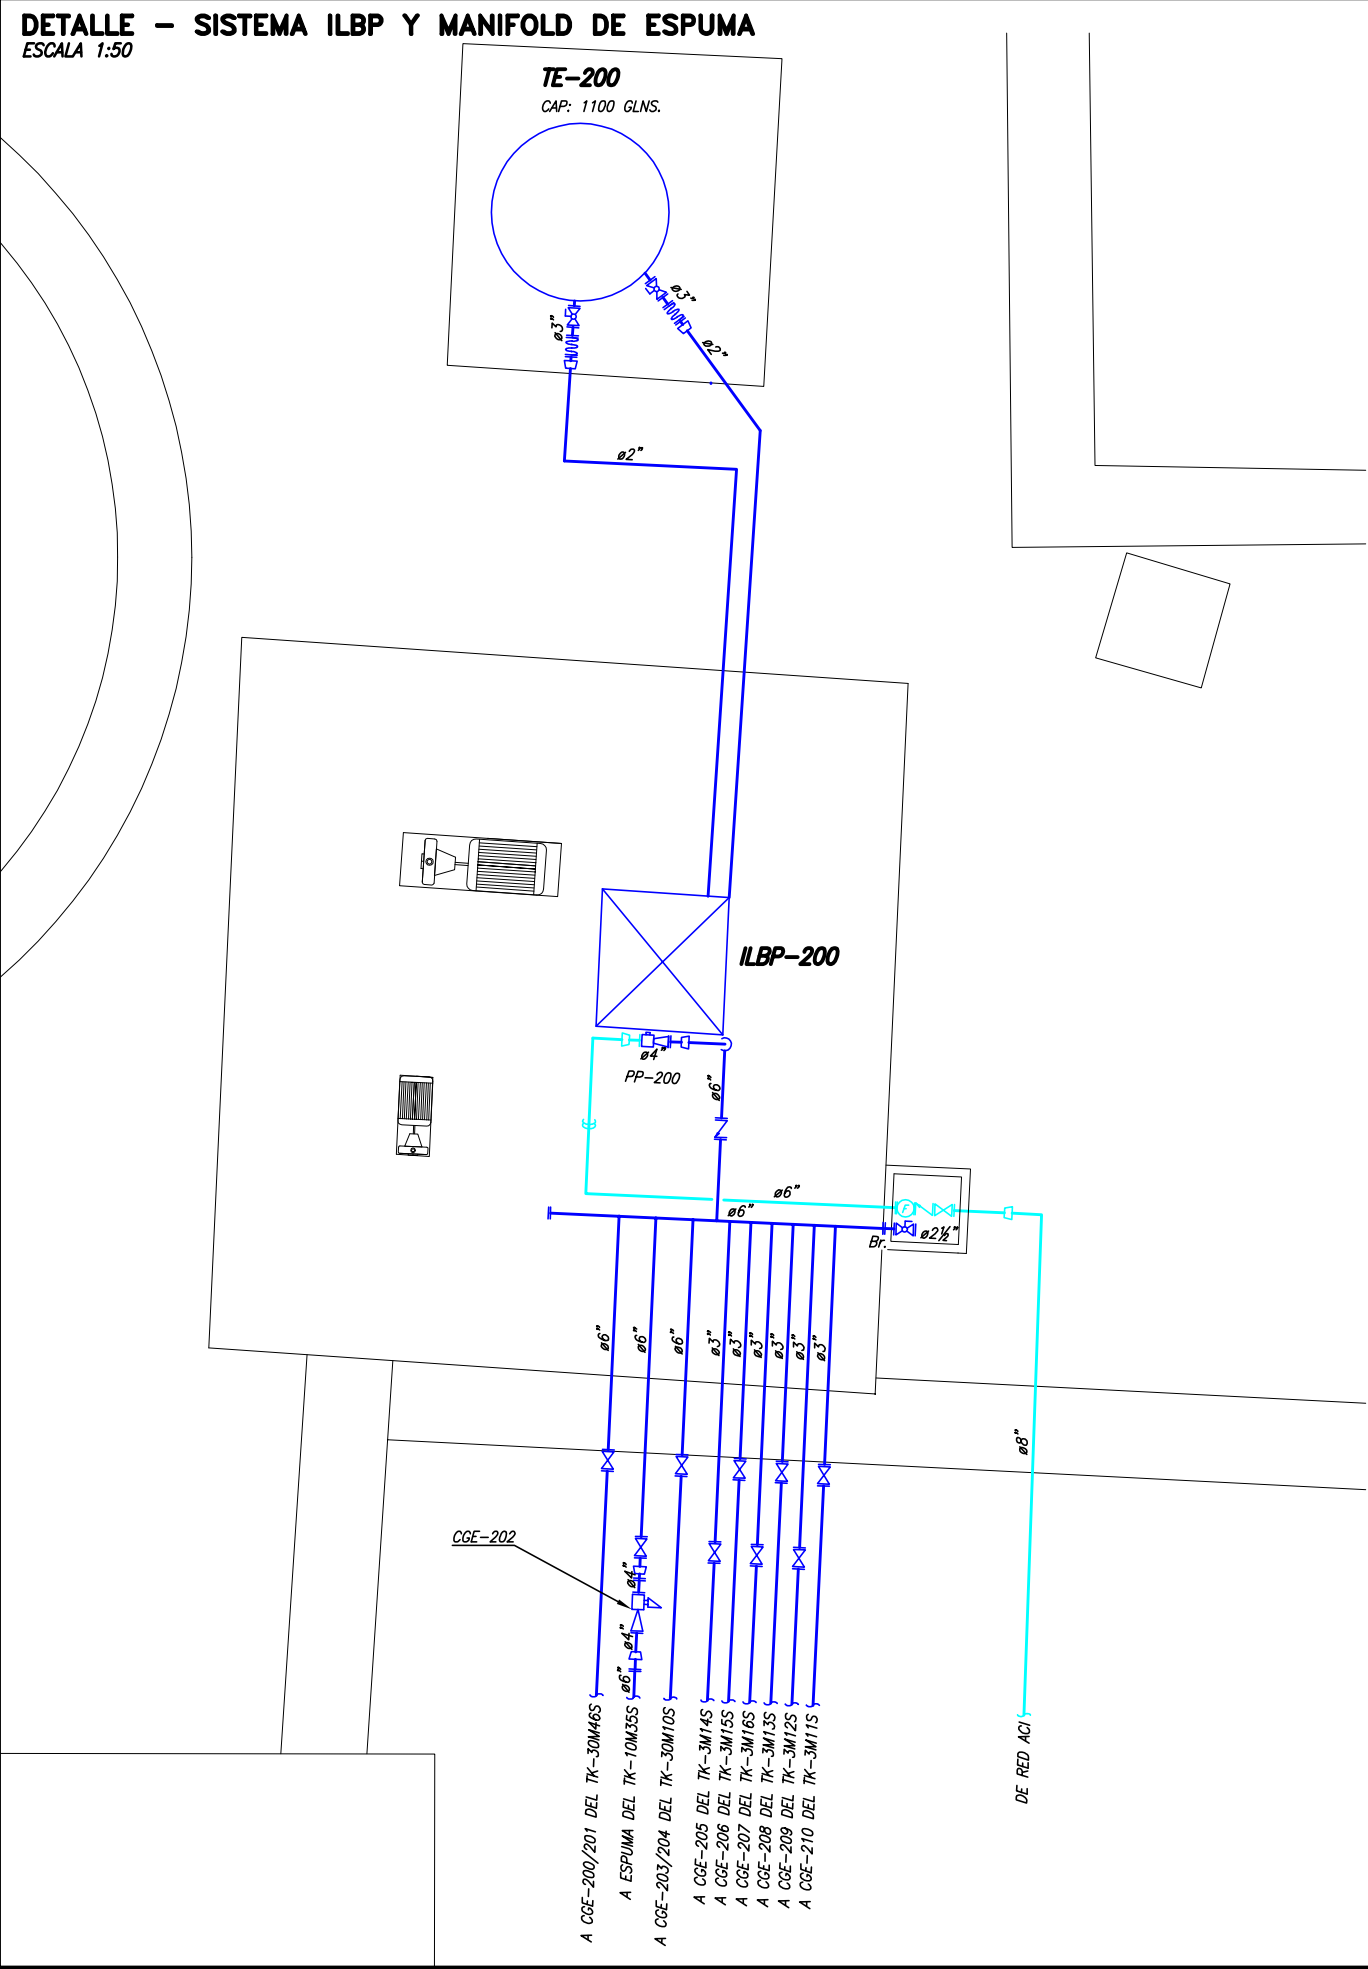 DETALLE - SISTEMA ILBP Y MANIFOLD DE ESPUMA
ESCALA 1:50
TE-200
CAP: 1100 GLNS.
ø3"
ø3"
ø2"
ø2"
ILBP-200
ø4"
PP-200
ø6"
ø6"
F
ø6"
ø2½"
Br.
ø6"
ø6"
ø6"
ø3"
ø3"
ø3"
ø3"
ø3"
ø3"
ø8"
CGE-202
ø4"
ø4"
ø6"
A CGE-200/201 DEL TK-30M46S
A ESPUMA DEL TK-10M35S
A CGE-203/204 DEL TK-30M10S
A CGE-205 DEL TK-3M14S
A CGE-206 DEL TK-3M15S
A CGE-207 DEL TK-3M16S
A CGE-208 DEL TK-3M13S
A CGE-209 DEL TK-3M12S
A CGE-210 DEL TK-3M11S
DE RED ACI